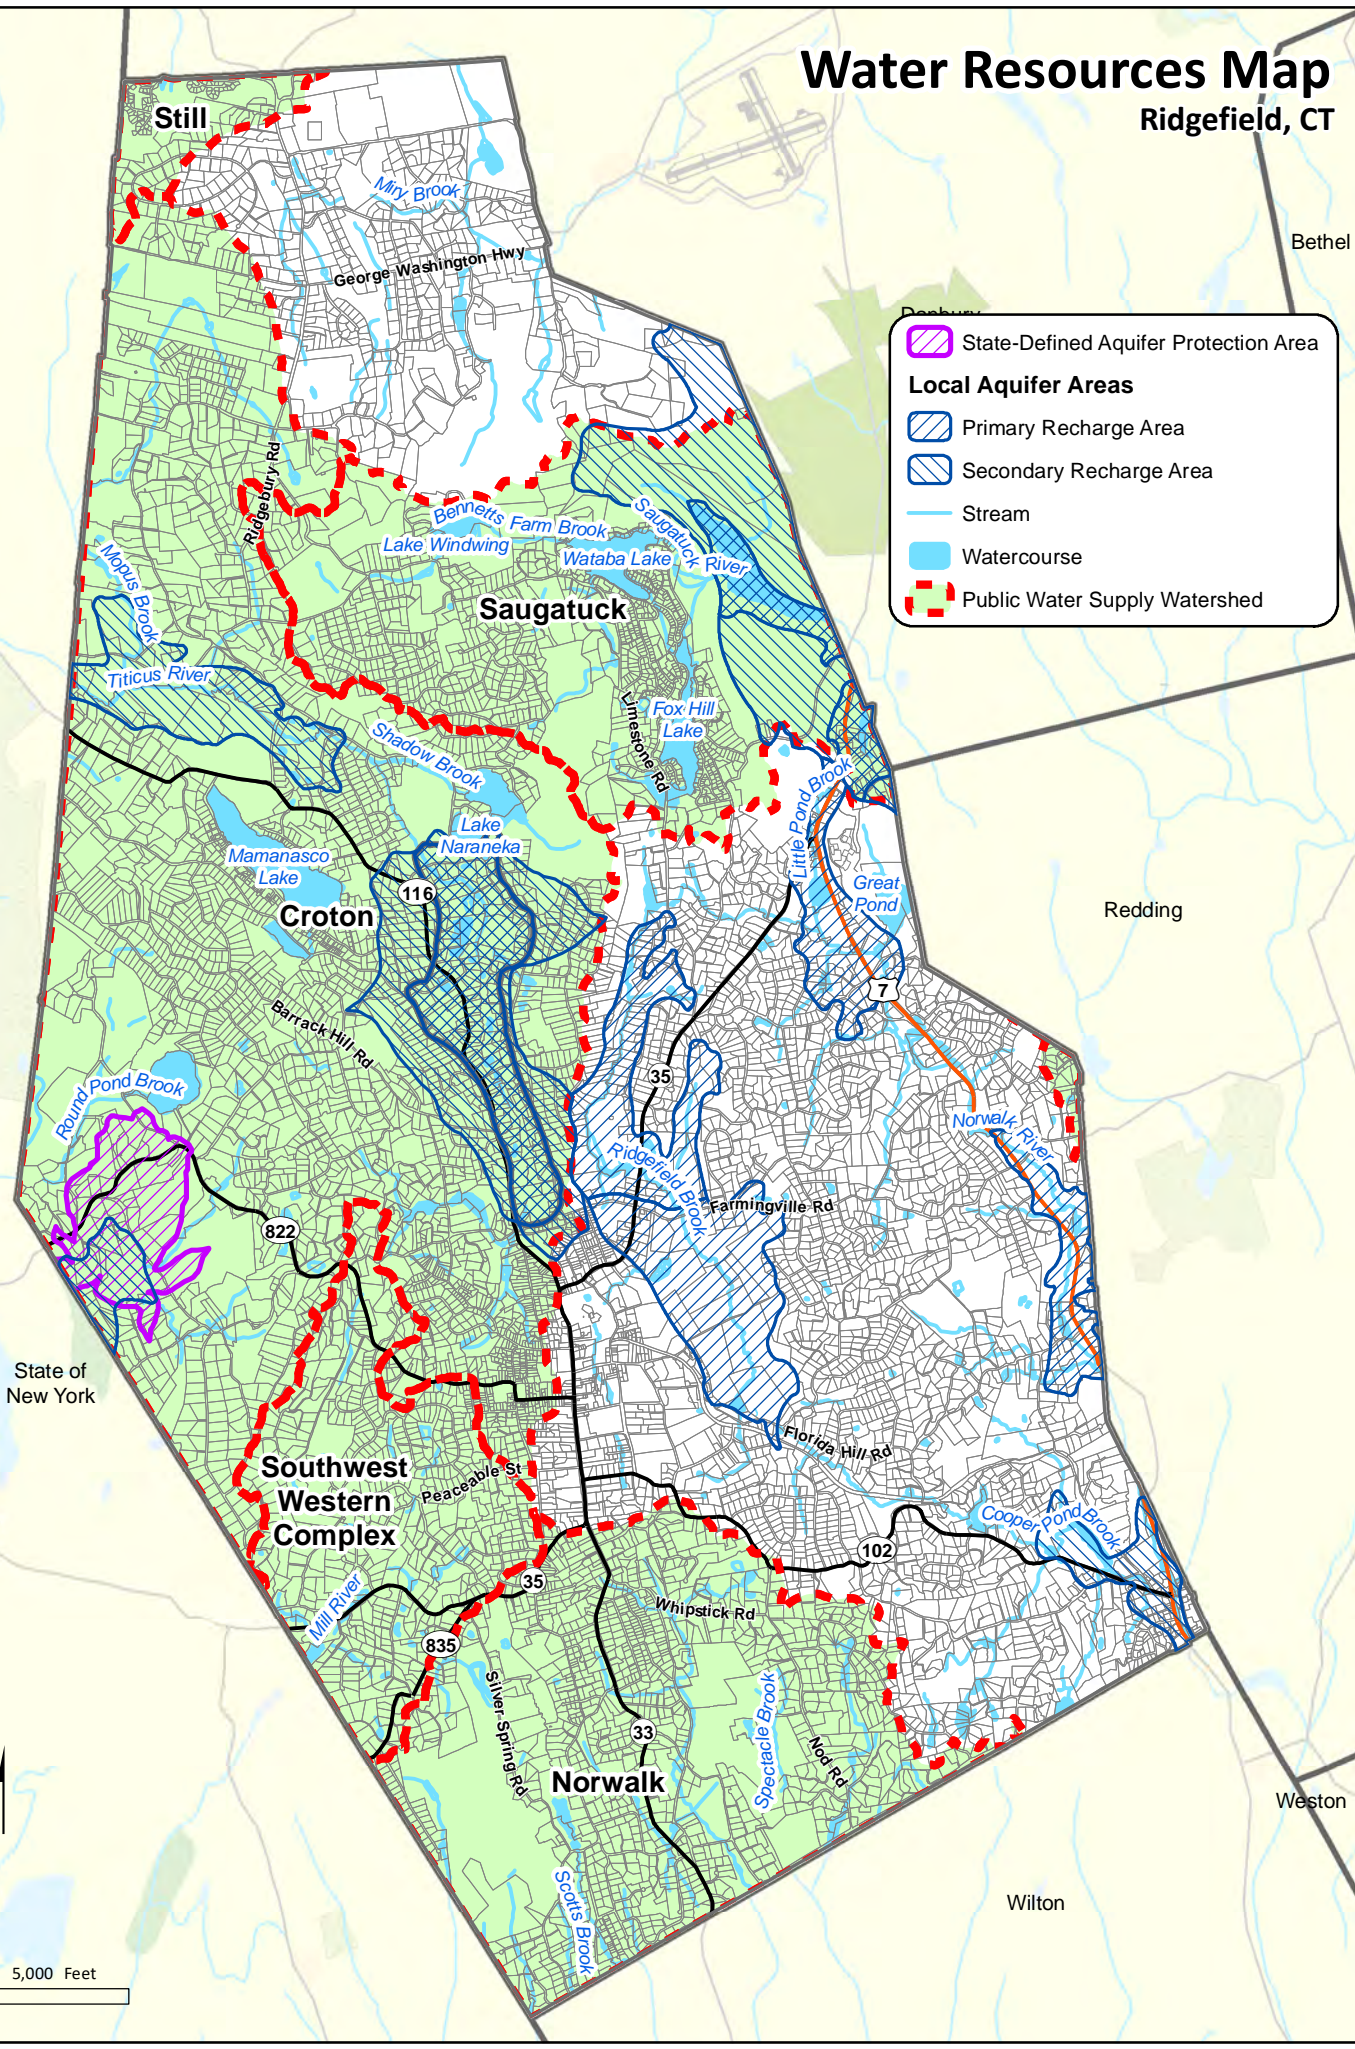 Water Resources Map
Ridgefield, CT
Still
Miry Brook
George Washington Hwy
Bethel
Danbury
State-Defined Aquifer Protection Area
Local Aquifer Areas
Primary Recharge Area
Secondary Recharge Area
Stream
Watercourse
Public Water Supply Watershed
Ridgebury Rd
Bennetts Farm Brook
Lake Windwing
Wataba Lake
Saugatuck River
Mopus Brook
Saugatuck
Titicus River
Shadow Brook
Limestone Rd
Fox Hill
Lake
Little Pond Brook
Lake
Naraneka
Mamanasco
Lake
116
Great
Pond
Croton
Redding
7
Barrack Hill Rd
35
Round Pond Brook
Norwalk River
Ridgefield Brook
Farmingville Rd
822
State of
New York
Florida Hill Rd
Southwest
Western
Complex
Peaceable St
Cooper Pond Brook
102
35
Mill River
Whipstick Rd
835
Silver Spring Rd
Spectacle Brook
33
Nod Rd
Norwalk
Weston
Scotts Brook
Wilton
5,000 Feet